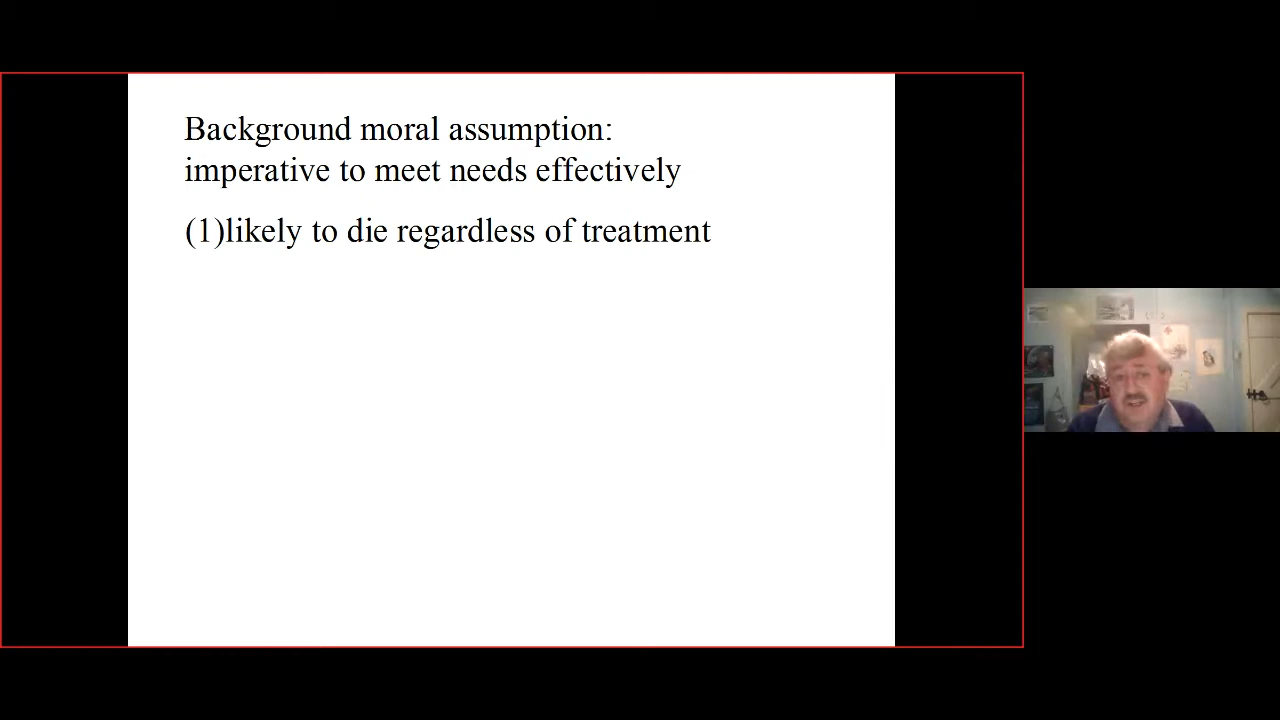 Background moral assumption:
imperative to meet needs effectively
(1)likely to die regardless of treatment